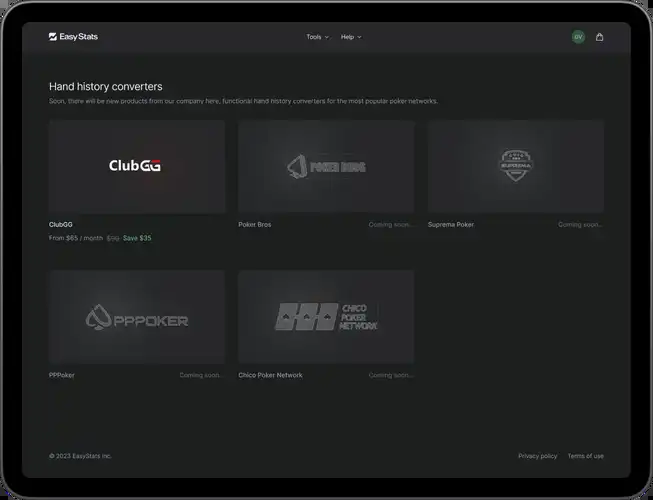 EasyStats
Tools
Help
GV
Hand history converters
Soon, there will be new products from our company here, functional hand history converters for the most popular poker networks.
ClubGG
POKER BROS
SUPREMA
ClubGG
Poker Bros
Coming soon...
Suprema Poker
Coming soon...
From $65 / month $90 Save $35
PPPOKER
CHICO
POKER
NETWORK
PPPoker
Coming soon...
Chico Poker Network
Coming soon...
© 2023 EasyStats Inc.
Privacy policy
Terms of use